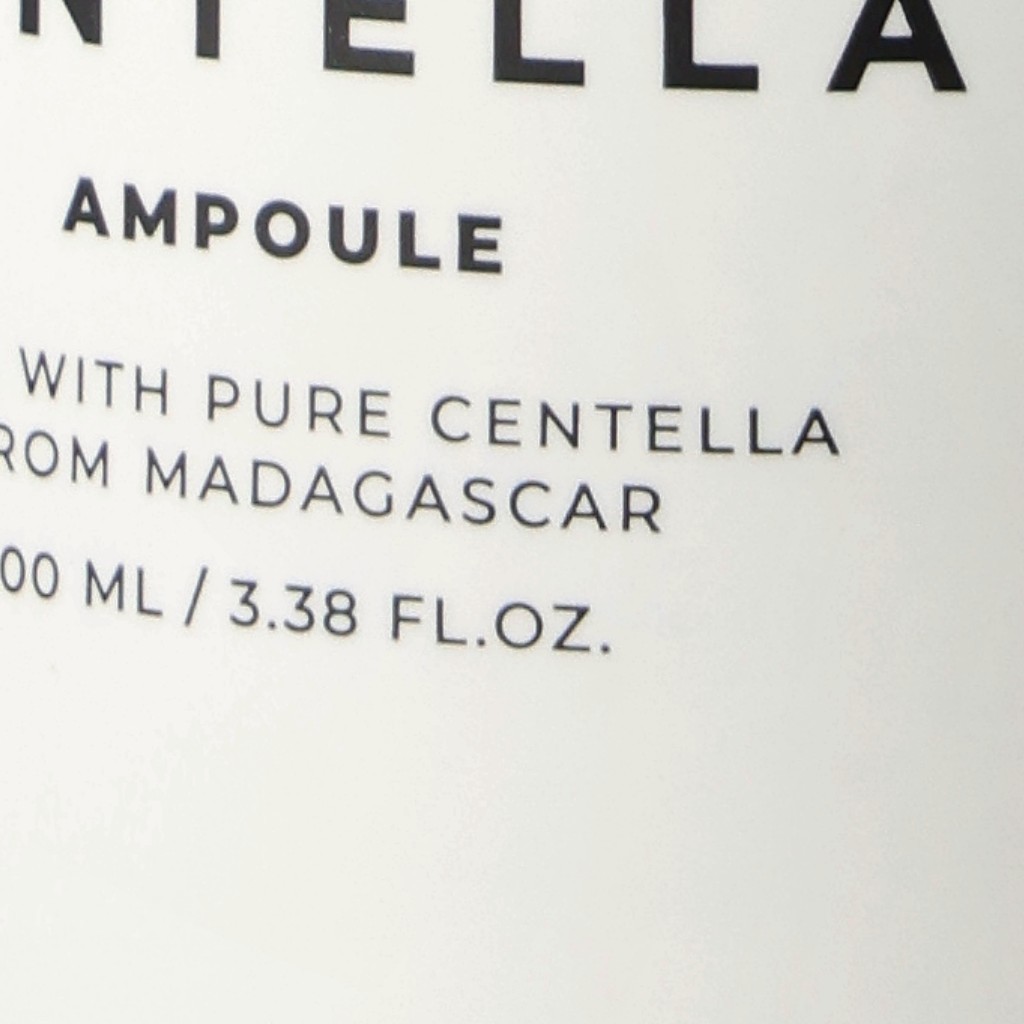 NTELLA
AMPOULE
WITH PURE CENTELLA
ROM MADAGASCAR
00 ML / 3.38 FL.OZ.